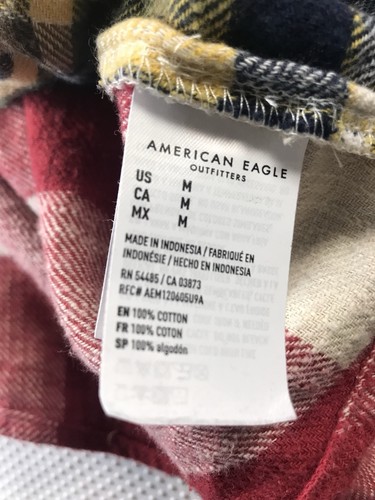 AMERICAN EAGLE
OUTFITTERS
US M
CA M
MX M
MADE IN INDONESIA / FABRIQUÉ EN
INDONÉSIE / HECHO EN INDONESIA
RN 54485 / CA 03873
RFC# AEM120605U9A
EN 100% COTTON
FR 100% COTON
SP 100% algodón